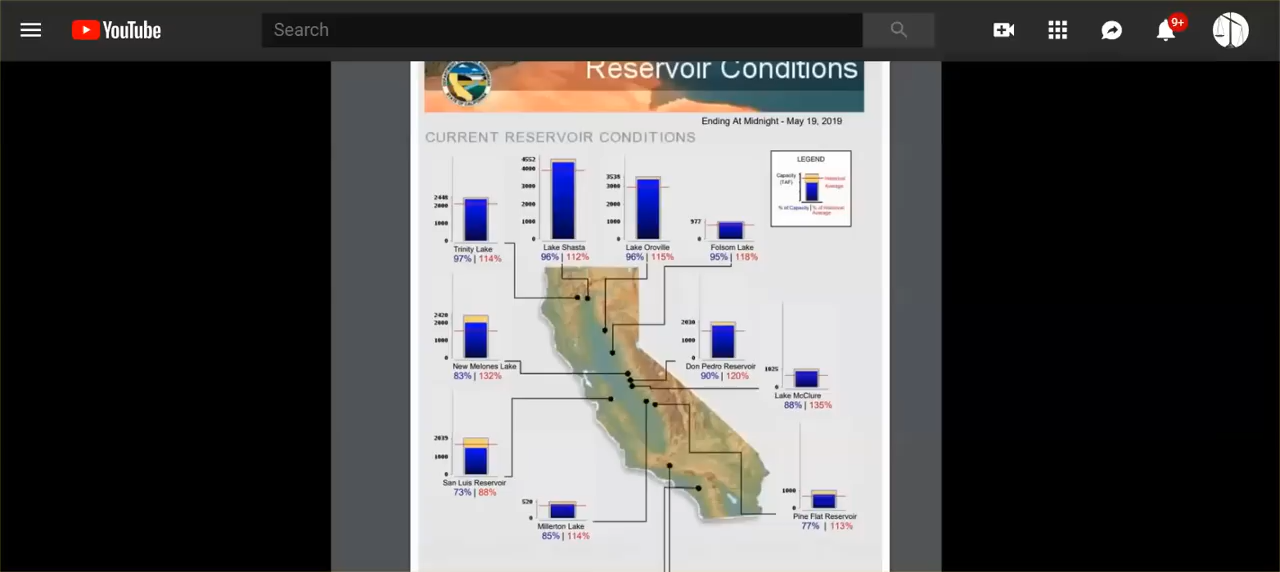 YouTube
Search
9+
Reservoir Conditions
Ending At Midnight - May 19, 2019
CURRENT RESERVOIR CONDITIONS
LEGEND
Capacity
(TAF)
Historical
Average
% of Capacity | % of Historical
Average
2448
2000
1000
0
Trinity Lake
97% | 114%
4552
4000
3000
2000
1000
0
Lake Shasta
96% | 112%
3538
3000
2000
1000
0
Lake Oroville
96% | 115%
977
0
Folsom Lake
95% | 118%
2420
2000
1000
0
New Melones Lake
83% | 132%
2030
1000
0
Don Pedro Reservoir
90% | 120%
1025
0
Lake McClure
88% | 135%
2039
1000
0
San Luis Reservoir
73% | 88%
520
0
Millerton Lake
85% | 114%
1000
0
Pine Flat Reservoir
77% | 113%